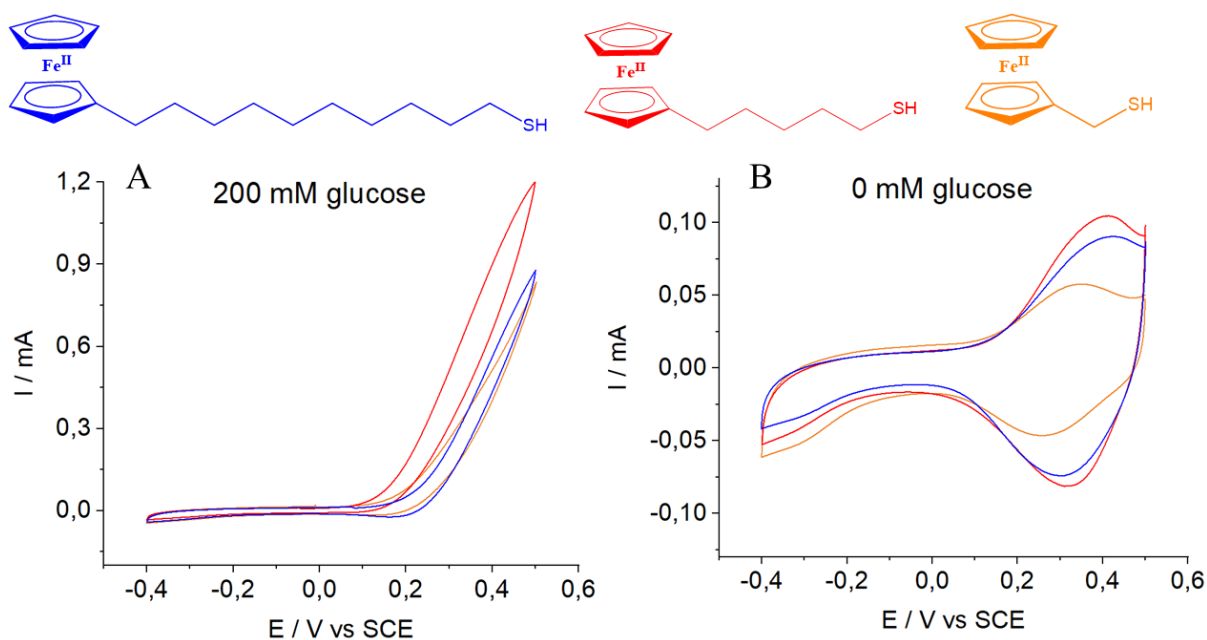 Fe^II
SH
Fe^II
SH
Fe^II
SH
A
200 mM glucose
1,2
0,9
0,6
0,3
0,0
I / mA
-0,4
-0,2
0,0
0,2
0,4
0,6
E / V vs SCE
B
0 mM glucose
0,10
0,05
0,00
-0,05
-0,10
I / mA
-0,4
-0,2
0,0
0,2
0,4
0,6
E / V vs SCE